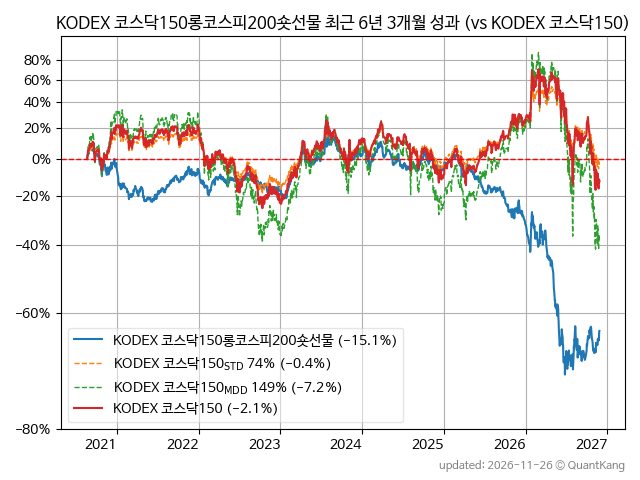 KODEX 코스닥150롱코스피200숏선물 최근 6년 3개월 성과 (vs KODEX 코스닥150)
80%
60%
40%
20%
0%
−20%
−40%
−60%
−80%
KODEX 코스닥150롱코스피200숏선물 (−15.1%)
KODEX 코스닥150STD 74% (−0.4%)
KODEX 코스닥150MDD 149% (−7.2%)
KODEX 코스닥150 (−2.1%)
2021 2022 2023 2024 2025 2026 2027
updated: 2026-11-26 © QuantKang